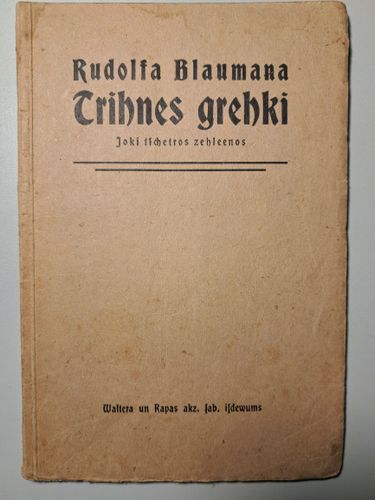 Rudolfa Blaumana
Trihnes grehki
Joki tschetros zehleenos
Waltera un Rapas akz. sab. isdewums